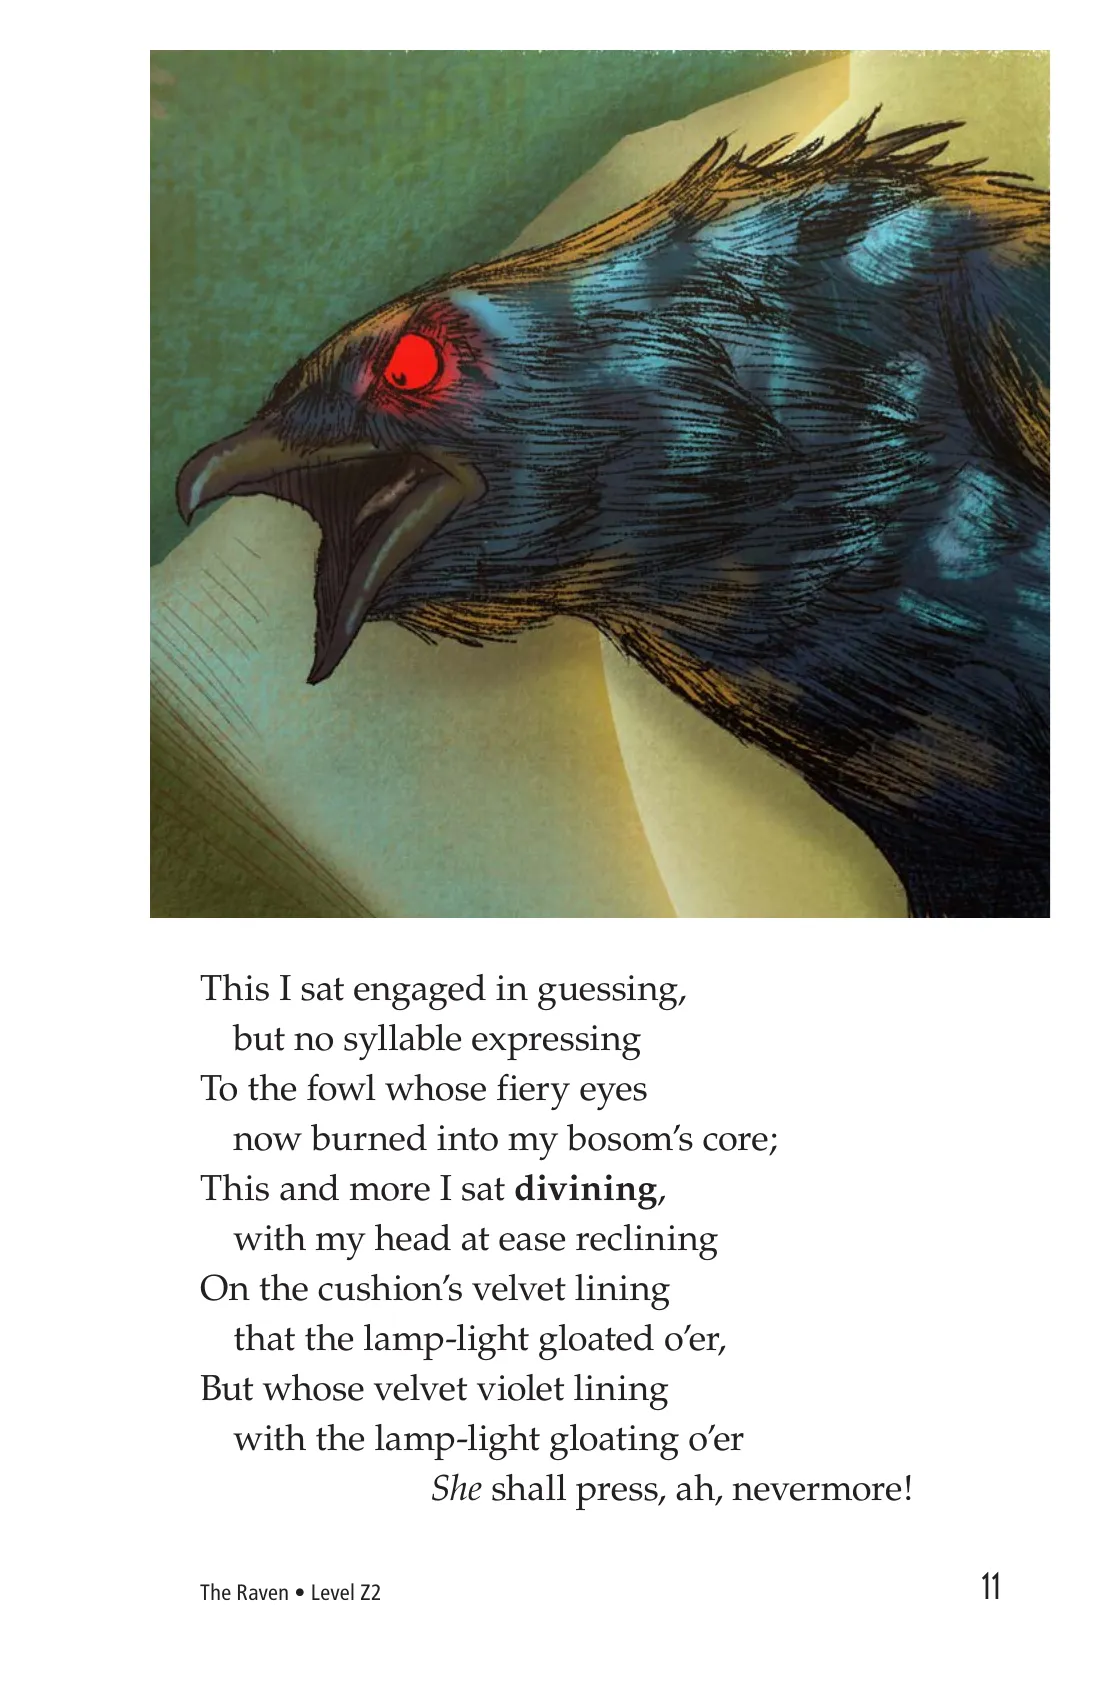 This I sat engaged in guessing,
but no syllable expressing
To the fowl whose fiery eyes
now burned into my bosom’s core;
This and more I sat divining,
with my head at ease reclining
On the cushion’s velvet lining
that the lamp-light gloated o’er,
But whose velvet violet lining
with the lamp-light gloating o’er
She shall press, ah, nevermore!
The Raven • Level Z2
11